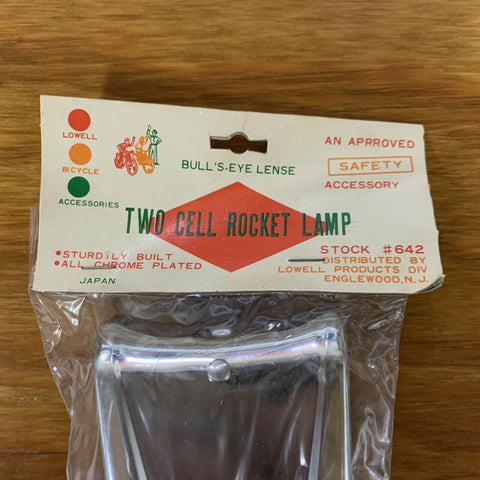 LOWELL
BICYCLE
ACCESSORIES
BULL'S-EYE LENSE
AN APRROVED
SAFETY
ACCESSORY
TWO CELL ROCKET LAMP
•STURDILY BUILT
•ALL CHROME PLATED
JAPAN
STOCK #642
DISTRIBUTED BY
LOWELL PRODUCTS DIV
ENGLEWOOD, N.J.